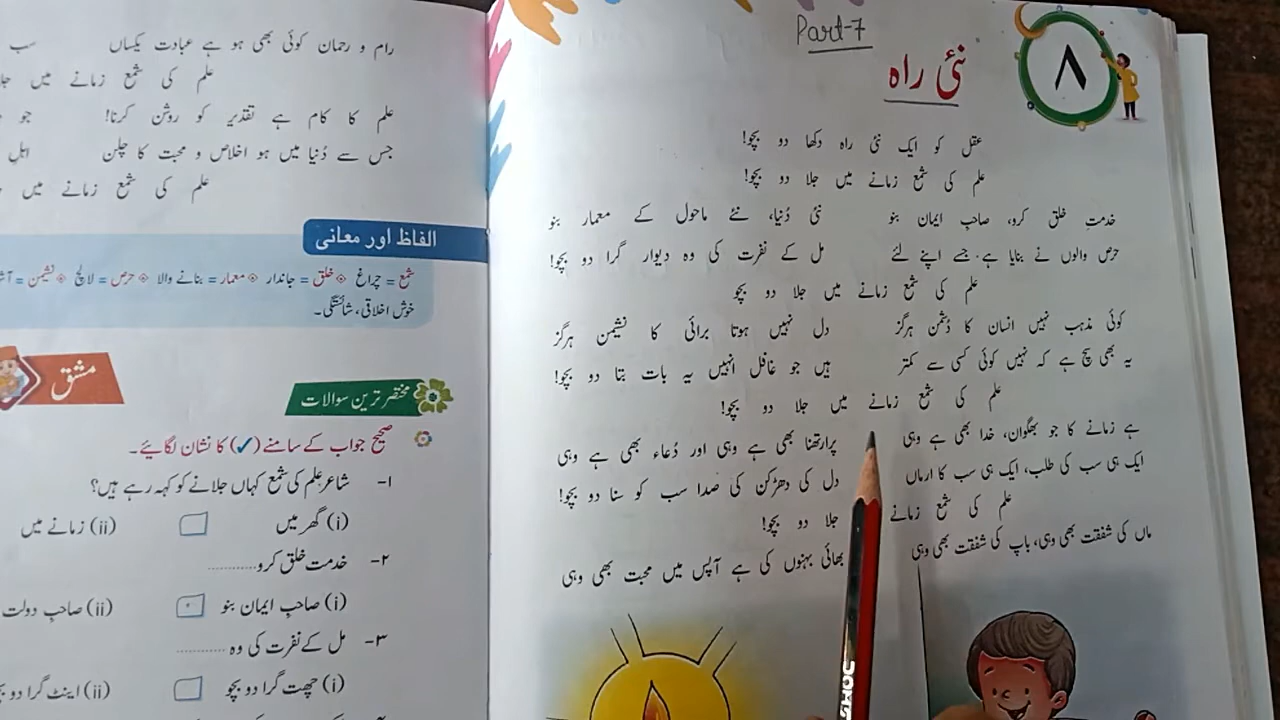 Part-7
۸
نئی راہ
عقل کو ایک نئی راہ دکھا دو بچو!
علم کی شمع زمانے میں جلا دو بچو!
خدمتِ خلق کرو، صاحبِ ایمان بنو نئی دُنیا، نئے ماحول کے معمار بنو
حرص والوں نے بنایا ہے جسے اپنے لئے مل کے نفرت کی وہ دیوار گرا دو بچو!
علم کی شمع زمانے میں جلا دو بچو
کوئی مذہب نہیں انسان کا دُشمن ہرگز دل نہیں ہوتا برائی کا نشیمن ہرگز
یہ بھی سچ ہے کہ نہیں کوئی کسی سے کمتر ہیں جو غافل انہیں یہ بات بتا دو بچو!
علم کی شمع زمانے میں جلا دو بچو!
ہے زمانے کا جو بھگوان، خدا بھی ہے وہی پرارتھنا بھی ہے وہی اور دُعاء بھی ہے وہی
ایک ہی سب کی طلب، ایک ہی سب کا ارماں دل کی دھڑکن کی صدا سب کو سنا دو بچو!
علم کی شمع زمانے جلا دو بچو!
ماں کی شفقت بھی وہی، باپ کی شفقت بھی وہی بھائی بہنوں کی ہے آپس میں محبت بھی وہی
رام و رحمان کوئی بھی ہو ہے عبادت یکساں سب
علم کی شمع زمانے میں
علم کا کام ہے تقدیر کو روشن کرنا! جو
جس سے دُنیا میں ہو اخلاص و محبت کا چلن اہلِ
علم کی شمع زمانے میں
الفاظ اور معانی
شمع = چراغ خلق = جاندار معمار = بنانے والا حرص = لالچ نشیمن =
خوش اخلاقی، شائستگی۔
مشق
مختصر ترین سوالات
صحیح جواب کے سامنے (✓) کا نشان لگائیے۔
۱- شاعر علم کی شمع کہاں جلانے کو کہہ رہے ہیں؟
(i) گھر میں (ii) زمانے میں
۲- خدمت خلق کرو............
(i) صاحبِ ایمان بنو (ii) صاحبِ دولت
۳- مل کے نفرت کی وہ............
(i) چھت گرا دو بچو (ii) اینٹ گرا دو